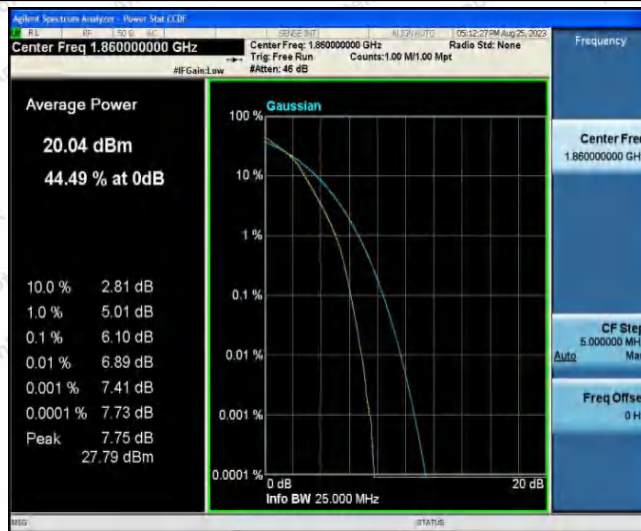 Agilent Spectrum Analyzer - Power Stat CCDF
RL RF 50 Ω AC SENSE:INT ALIGN AUTO 05:12:27 PM Aug 25, 2023
Center Freq 1.860000000 GHz
Center Freq: 1.860000000 GHz Radio Std: None
Trig: Free Run Counts:1.00 M/1.00 Mpt
#IFGain:Low #Atten: 46 dB
Frequency
Average Power
20.04 dBm
44.49 % at 0dB
10.0 % 2.81 dB
1.0 % 5.01 dB
0.1 % 6.10 dB
0.01 % 6.89 dB
0.001 % 7.41 dB
0.0001 % 7.73 dB
Peak 7.75 dB
27.79 dBm
Gaussian
100 %
10 %
1 %
0.1 %
0.01 %
0.001 %
0.0001 %
0 dB 20 dB
Info BW 25.000 MHz
Center Fre
1.860000000 GH
CF Ste
5.000000 MH
Auto Ma
Freq Offse
0 H
MSG STATUS